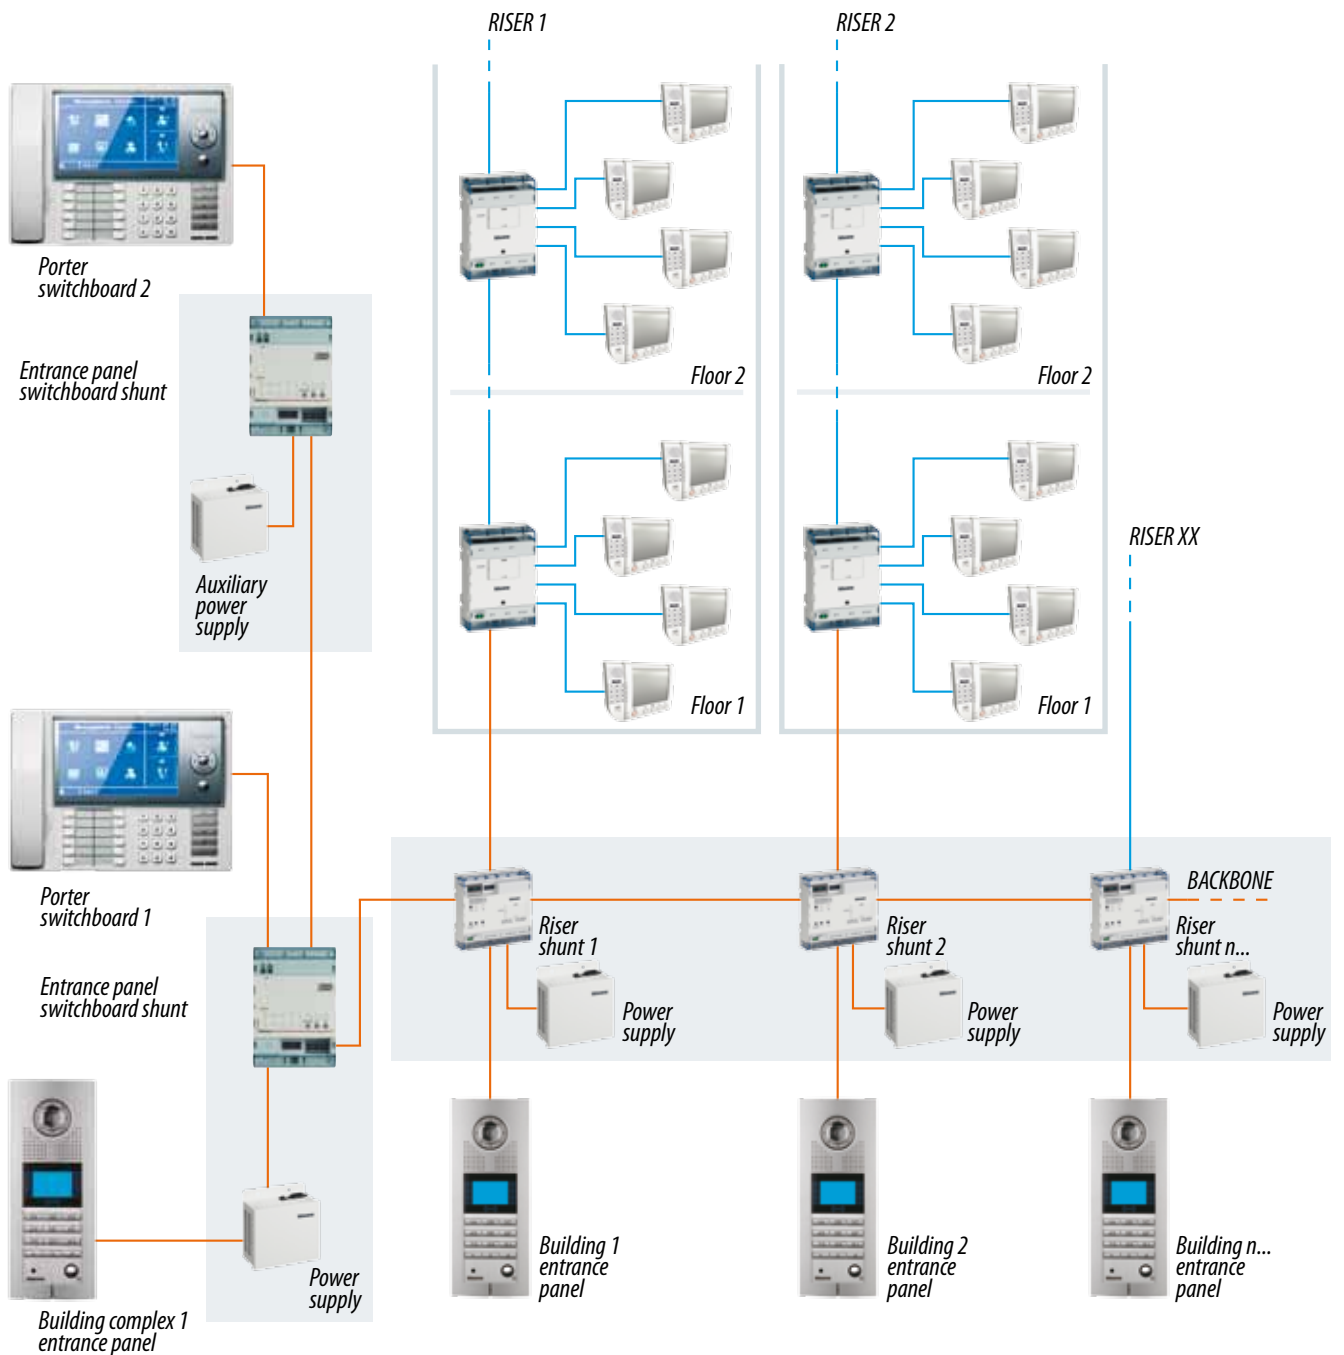 RISER 1
RISER 2
Porter
switchboard 2
Entrance panel
switchboard shunt
Floor 2
Floor 2
RISER XX
Auxiliary
power
supply
Floor 1
Floor 1
Porter
switchboard 1
BACKBONE
Riser
shunt 1
Riser
shunt 2
Riser
shunt n...
Entrance panel
switchboard shunt
Power
supply
Power
supply
Power
supply
Building 1
entrance
panel
Building 2
entrance
panel
Building n...
entrance
panel
Power
supply
Building complex 1
entrance panel